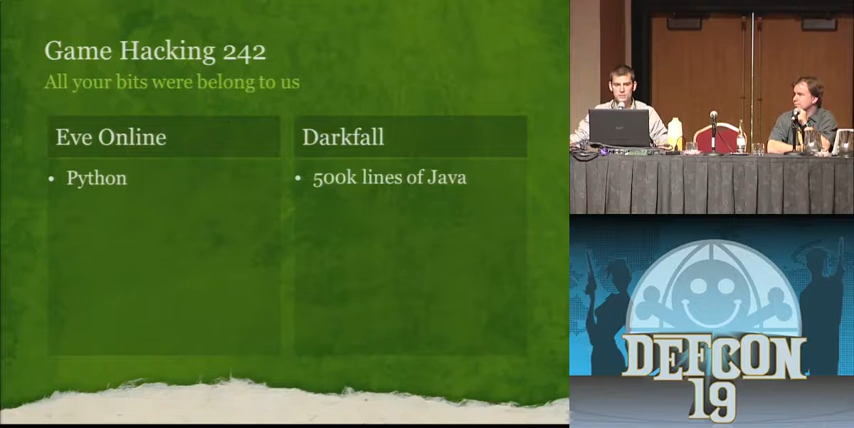 Game Hacking 242
All your bits were belong to us
Eve Online
Darkfall
• Python
• 500k lines of Java
DEFCON
19